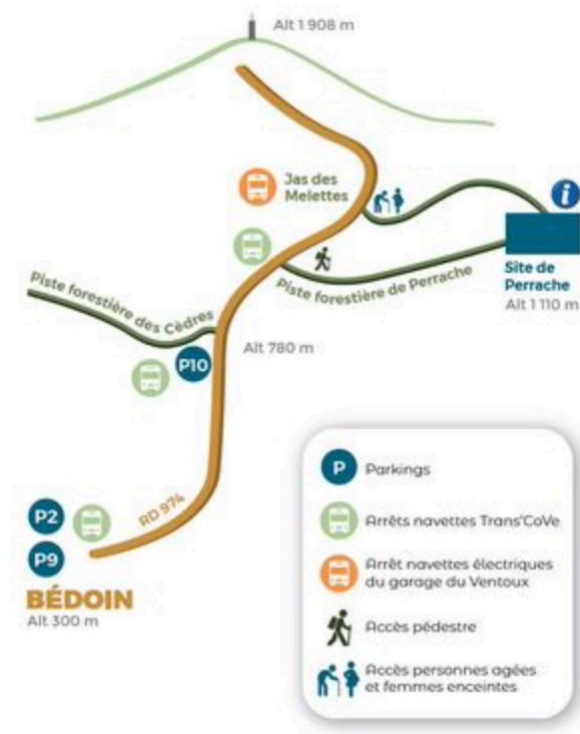 Alt 1 908 m
Jas des
Melettes
i
Piste forestière des Cèdres
Piste forestière de Perrache
Site de
Perrache
Alt 1 110 m
P10
Alt 780 m
P2
P9
RD 974
BÉDOIN
Alt 300 m
P
Parkings
Arrêts navettes Trans'CoVe
Arrêt navettes électriques
du garage du Ventoux
Accès pédestre
Accès personnes agées
et femmes enceintes